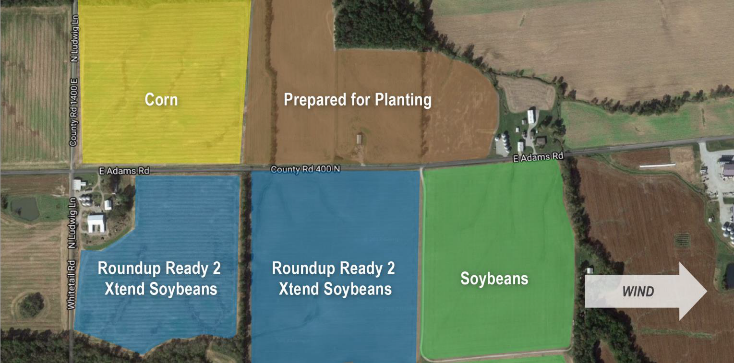 N Ludwig Ln
County Rd 1400 E
Corn
Prepared for Planting
E Adams Rd
County Rd 400 N
E Adams Rd
N Ludwig Ln
Whitetail Rd
Roundup Ready 2
Xtend Soybeans
Roundup Ready 2
Xtend Soybeans
Soybeans
WIND